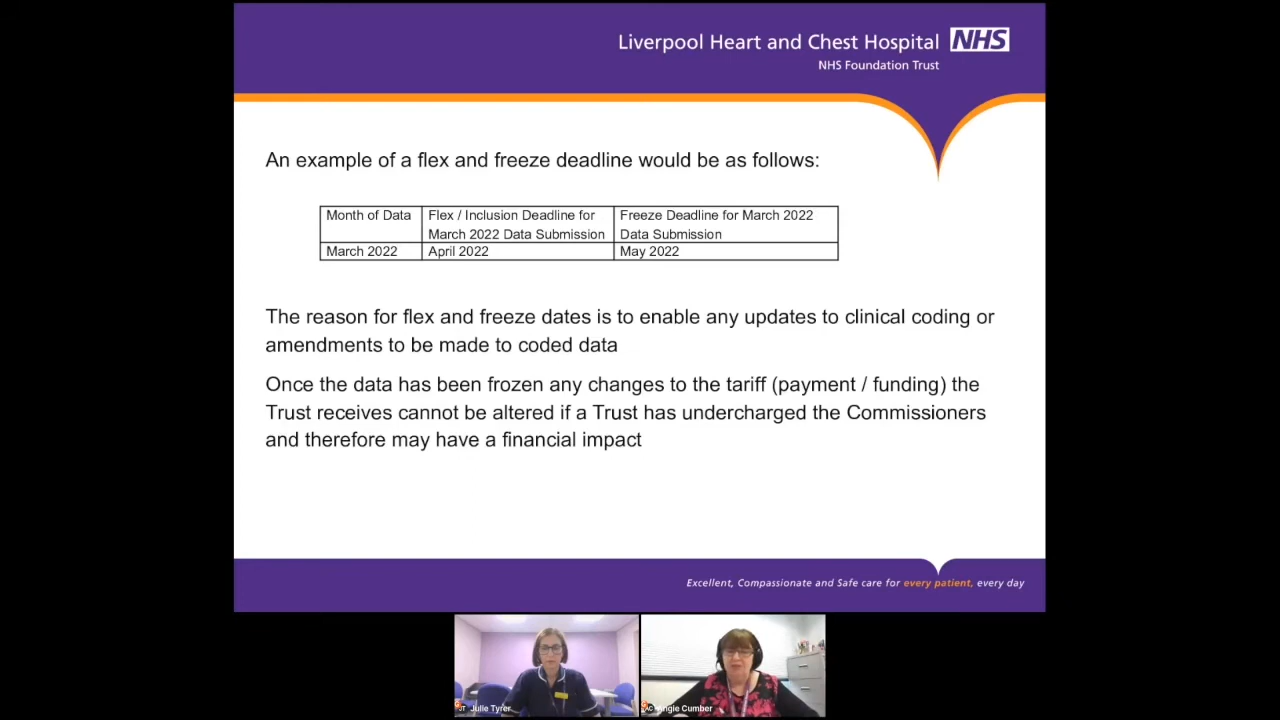 Liverpool Heart and Chest Hospital NHS
NHS Foundation Trust
An example of a flex and freeze deadline would be as follows:
Month of Data Flex / Inclusion Deadline for March 2022 Data Submission Freeze Deadline for March 2022 Data Submission
March 2022 April 2022 May 2022
The reason for flex and freeze dates is to enable any updates to clinical coding or
amendments to be made to coded data
Once the data has been frozen any changes to the tariff (payment / funding) the
Trust receives cannot be altered if a Trust has undercharged the Commissioners
and therefore may have a financial impact
Excellent, Compassionate and Safe care for every patient, every day
JT Julie Tyrer
AC Angie Cumber